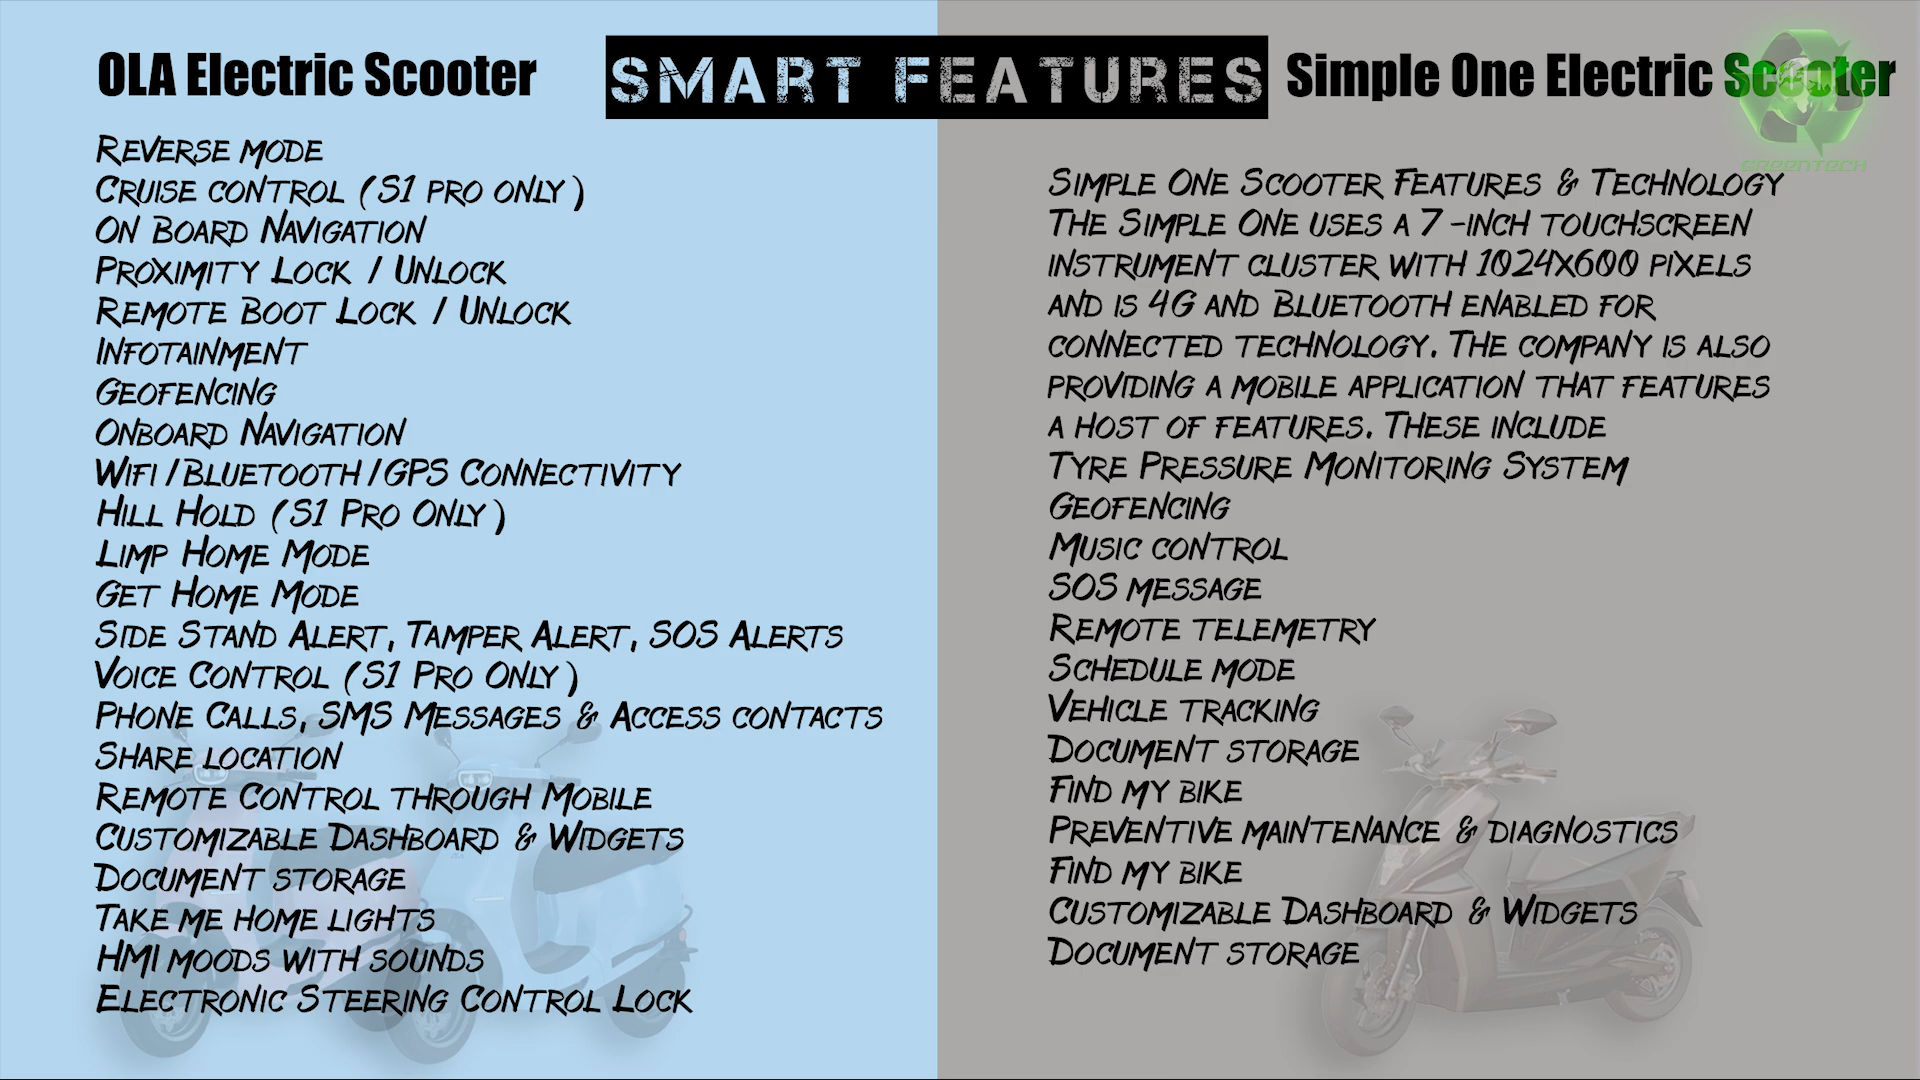 OLA Electric Scooter
SMART FEATURES
Simple One Electric Scooter
GREENTECH
Reverse mode
Cruise control (S1 pro only)
On Board Navigation
Proximity Lock / Unlock
Remote boot Lock / Unlock
Infotainment
Geofencing
Onboard Navigation
Wifi/Bluetooth/GPS Connectivity
Hill Hold (S1 Pro Only)
Limp Home Mode
Get Home Mode
Side Stand Alert, Tamper Alert, SOS Alerts
Voice Control (S1 Pro Only)
Phone Calls, SMS Messages & Access contacts
Share location
Remote Control through Mobile
Customizable Dashboard & Widgets
Document storage
Take me home lights
HMI moods with sounds
Electronic Steering Control Lock
Simple One Scooter Features & Technology
The Simple One uses a 7-inch touchscreen
instrument cluster with 1024x600 pixels
and is 4G and Bluetooth enabled for
connected technology. The company is also
providing a mobile application that features
a host of features. These include
Tyre Pressure Monitoring System
Geofencing
Music control
SOS message
Remote telemetry
Schedule mode
Vehicle tracking
Document storage
Find my bike
Preventive maintenance & diagnostics
Find my bike
Customizable Dashboard & Widgets
Document storage